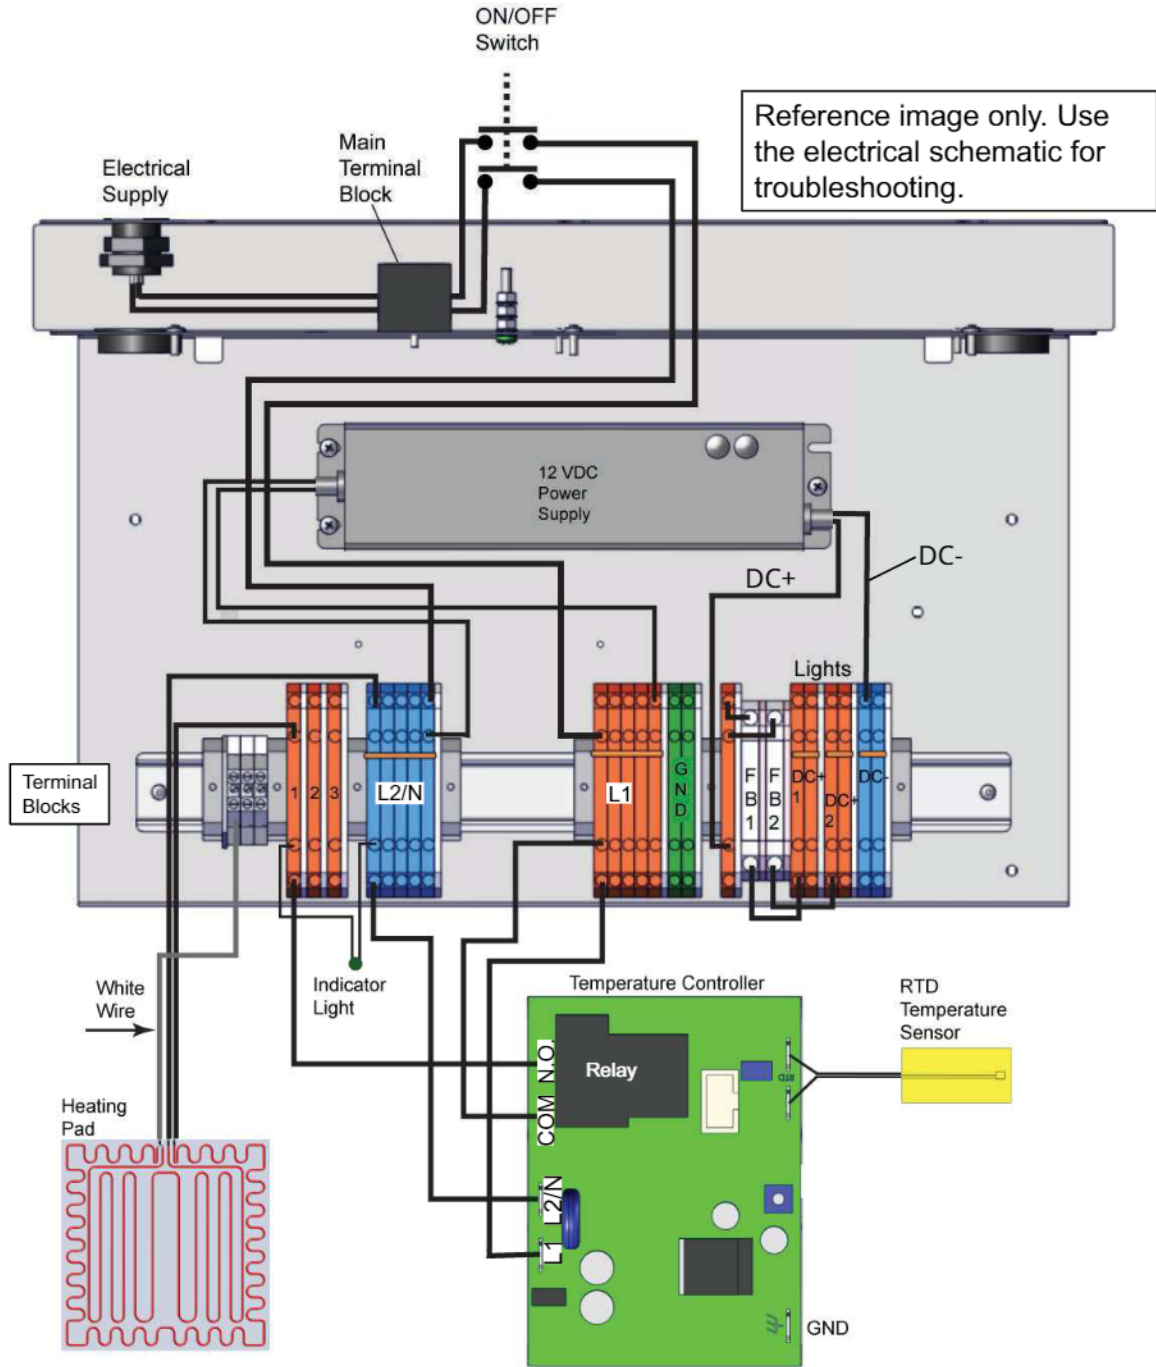 ON/OFF
Switch
Reference image only. Use
the electrical schematic for
troubleshooting.
Main
Terminal
Block
Electrical
Supply
12 VDC
Power
Supply
DC+
DC-
Lights
Terminal
Blocks
1
2
3
L2/N
L1
GND
FB1
FB2
DC+
1
DC+
2
DC-
White
Wire
Indicator
Light
Temperature Controller
RTD
Temperature
Sensor
N.O.
Relay
COM
Heating
Pad
L2/N
L1
GND